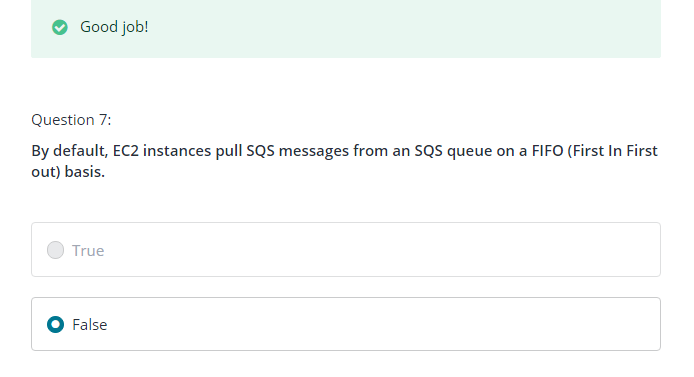 Good job!
Question 7:
By default, EC2 instances pull SQS messages from an SQS queue on a FIFO (First In First
out) basis.
True
False